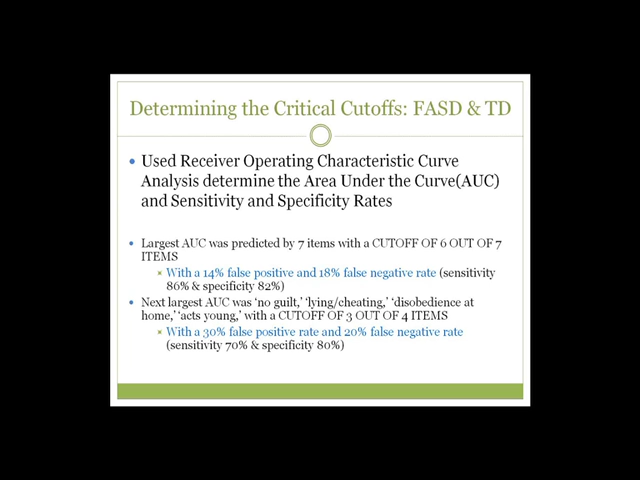 Determining the Critical Cutoffs: FASD & TD
Used Receiver Operating Characteristic Curve
Analysis determine the Area Under the Curve(AUC)
and Sensitivity and Specificity Rates
Largest AUC was predicted by 7 items with a CUTOFF OF 6 OUT OF 7
ITEMS
With a 14% false positive and 18% false negative rate (sensitivity
86% & specificity 82%)
Next largest AUC was ‘no guilt,’ ‘lying/cheating,’ ‘disobedience at
home,’ ‘acts young,’ with a CUTOFF OF 3 OUT OF 4 ITEMS
With a 30% false positive rate and 20% false negative rate
(sensitivity 70% & specificity 80%)